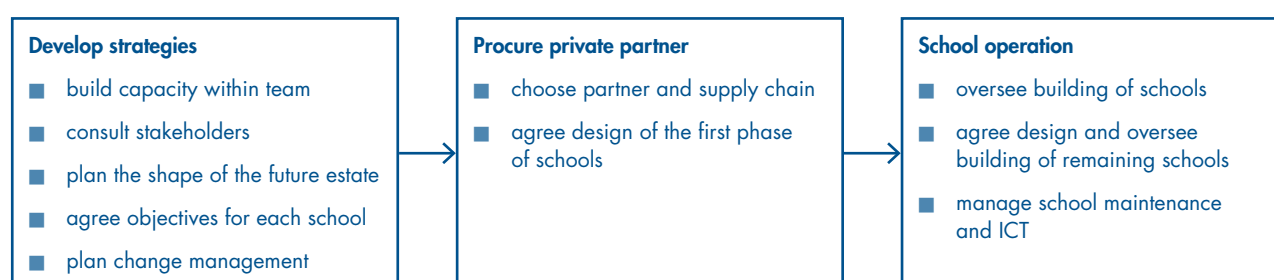 Develop strategies
■ build capacity within team
■ consult stakeholders
■ plan the shape of the future estate
■ agree objectives for each school
■ plan change management
Procure private partner
■ choose partner and supply chain
■ agree design of the first phase
of schools
School operation
■ oversee building of schools
■ agree design and oversee
building of remaining schools
■ manage school maintenance
and ICT